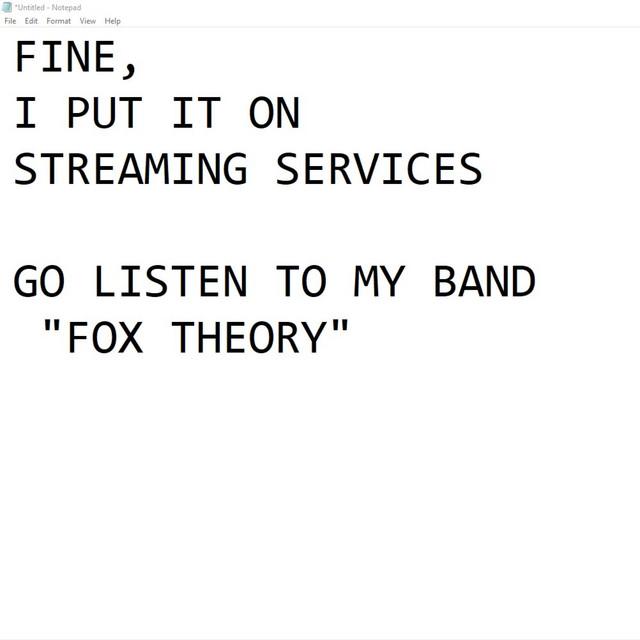 *Untitled - Notepad
File Edit Format View Help
FINE,
I PUT IT ON
STREAMING SERVICES
GO LISTEN TO MY BAND
"FOX THEORY"